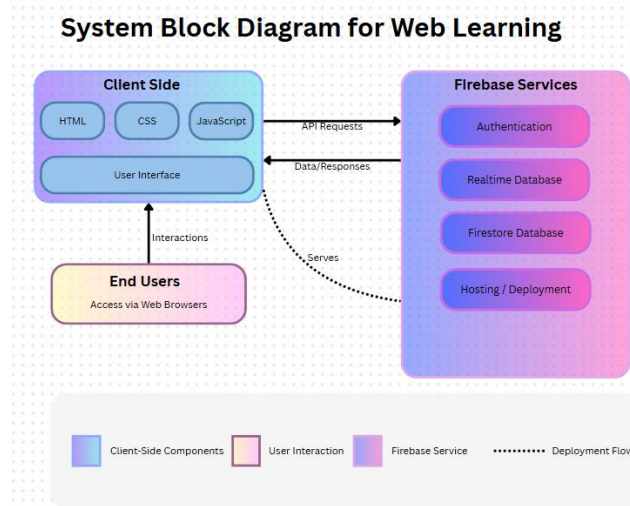 System Block Diagram for Web Learning
Client Side
HTML
CSS
JavaScript
User Interface
API Requests
Data/Responses
Interactions
Serves
End Users
Access via Web Browsers
Firebase Services
Authentication
Realtime Database
Firestore Database
Hosting / Deployment
Client-Side Components
User Interaction
Firebase Service
Deployment Flow